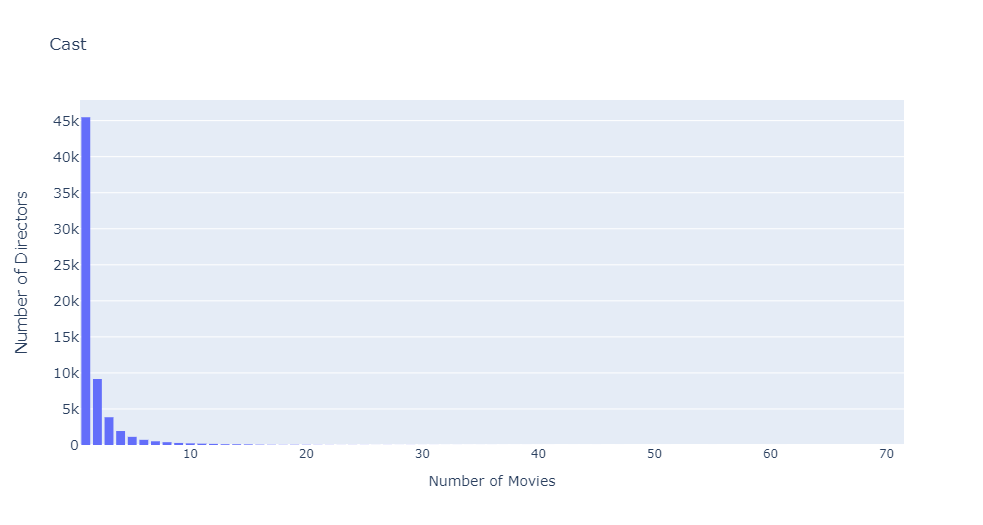 Cast
Number of Directors
45k
40k
35k
30k
25k
20k
15k
10k
5k
0
10 20 30 40 50 60 70
Number of Movies